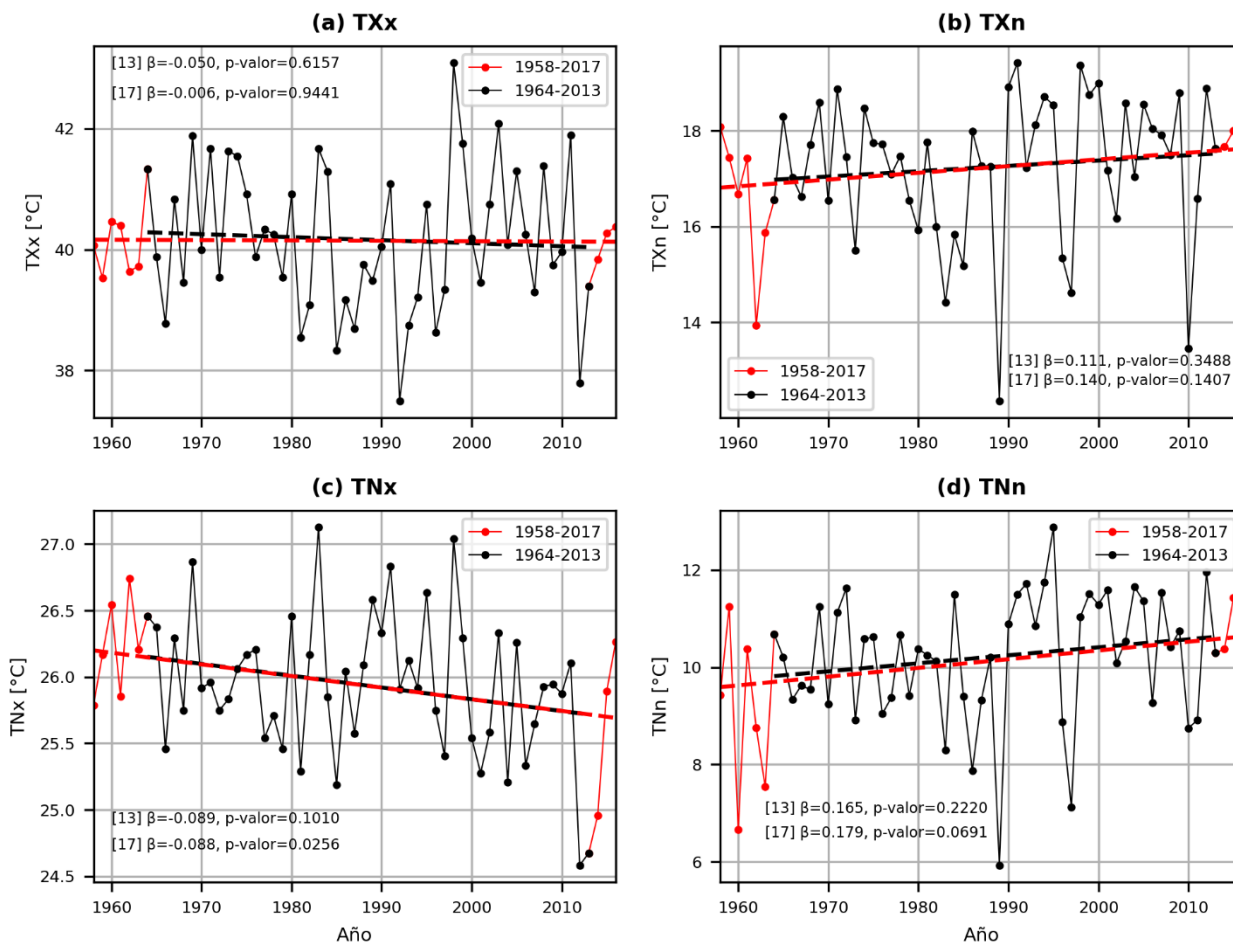 (a) TXx
[13] β=-0.050, p-valor=0.6157
[17] β=-0.006, p-valor=0.9441
1958-2017
1964-2013
TXx [°C]
42
40
38
1960 1970 1980 1990 2000 2010
(b) TXn
TXn [°C]
18
16
14
[13] β=0.111, p-valor=0.3488
[17] β=0.140, p-valor=0.1407
1958-2017
1964-2013
1960 1970 1980 1990 2000 2010
(c) TNx
1958-2017
1964-2013
TNx [°C]
27.0
26.5
26.0
25.5
25.0
24.5
[13] β=-0.089, p-valor=0.1010
[17] β=-0.088, p-valor=0.0256
1960 1970 1980 1990 2000 2010
Año
(d) TNn
1958-2017
1964-2013
TNn [°C]
12
10
8
6
[13] β=0.165, p-valor=0.2220
[17] β=0.179, p-valor=0.0691
1960 1970 1980 1990 2000 2010
Año